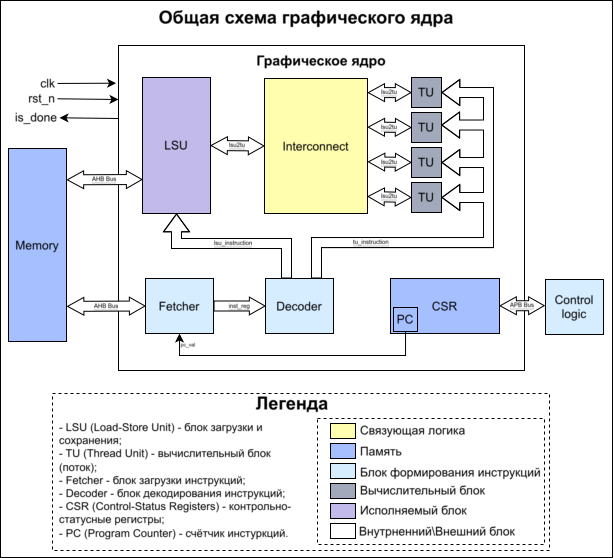 Общая схема графического ядра
Графическое ядро
clk
rst_n
is_done
LSU
lsu2tu
Interconnect
lsu2tu
TU
lsu2tu
TU
lsu2tu
TU
lsu2tu
TU
AHB Bus
Memory
lsu_instruction
tu_instruction
AHB Bus
Fetcher
inst_reg
Decoder
CSR
PC
APB Bus
Control
logic
pc_val
Легенда
- LSU (Load-Store Unit) - блок загрузки и
сохранения;
- TU (Thread Unit) - вычислительный блок
(поток);
- Fetcher - блок загрузки инструкций;
- Decoder - блок декодирования инструкций;
- CSR (Control-Status Registers) - контрольно-
статусные регистры;
- PC (Program Counter) - счётчик инстуркций.
Связующая логика
Память
Блок формирования инструкций
Вычислительный блок
Исполняемый блок
Внутренний\Внешний блок